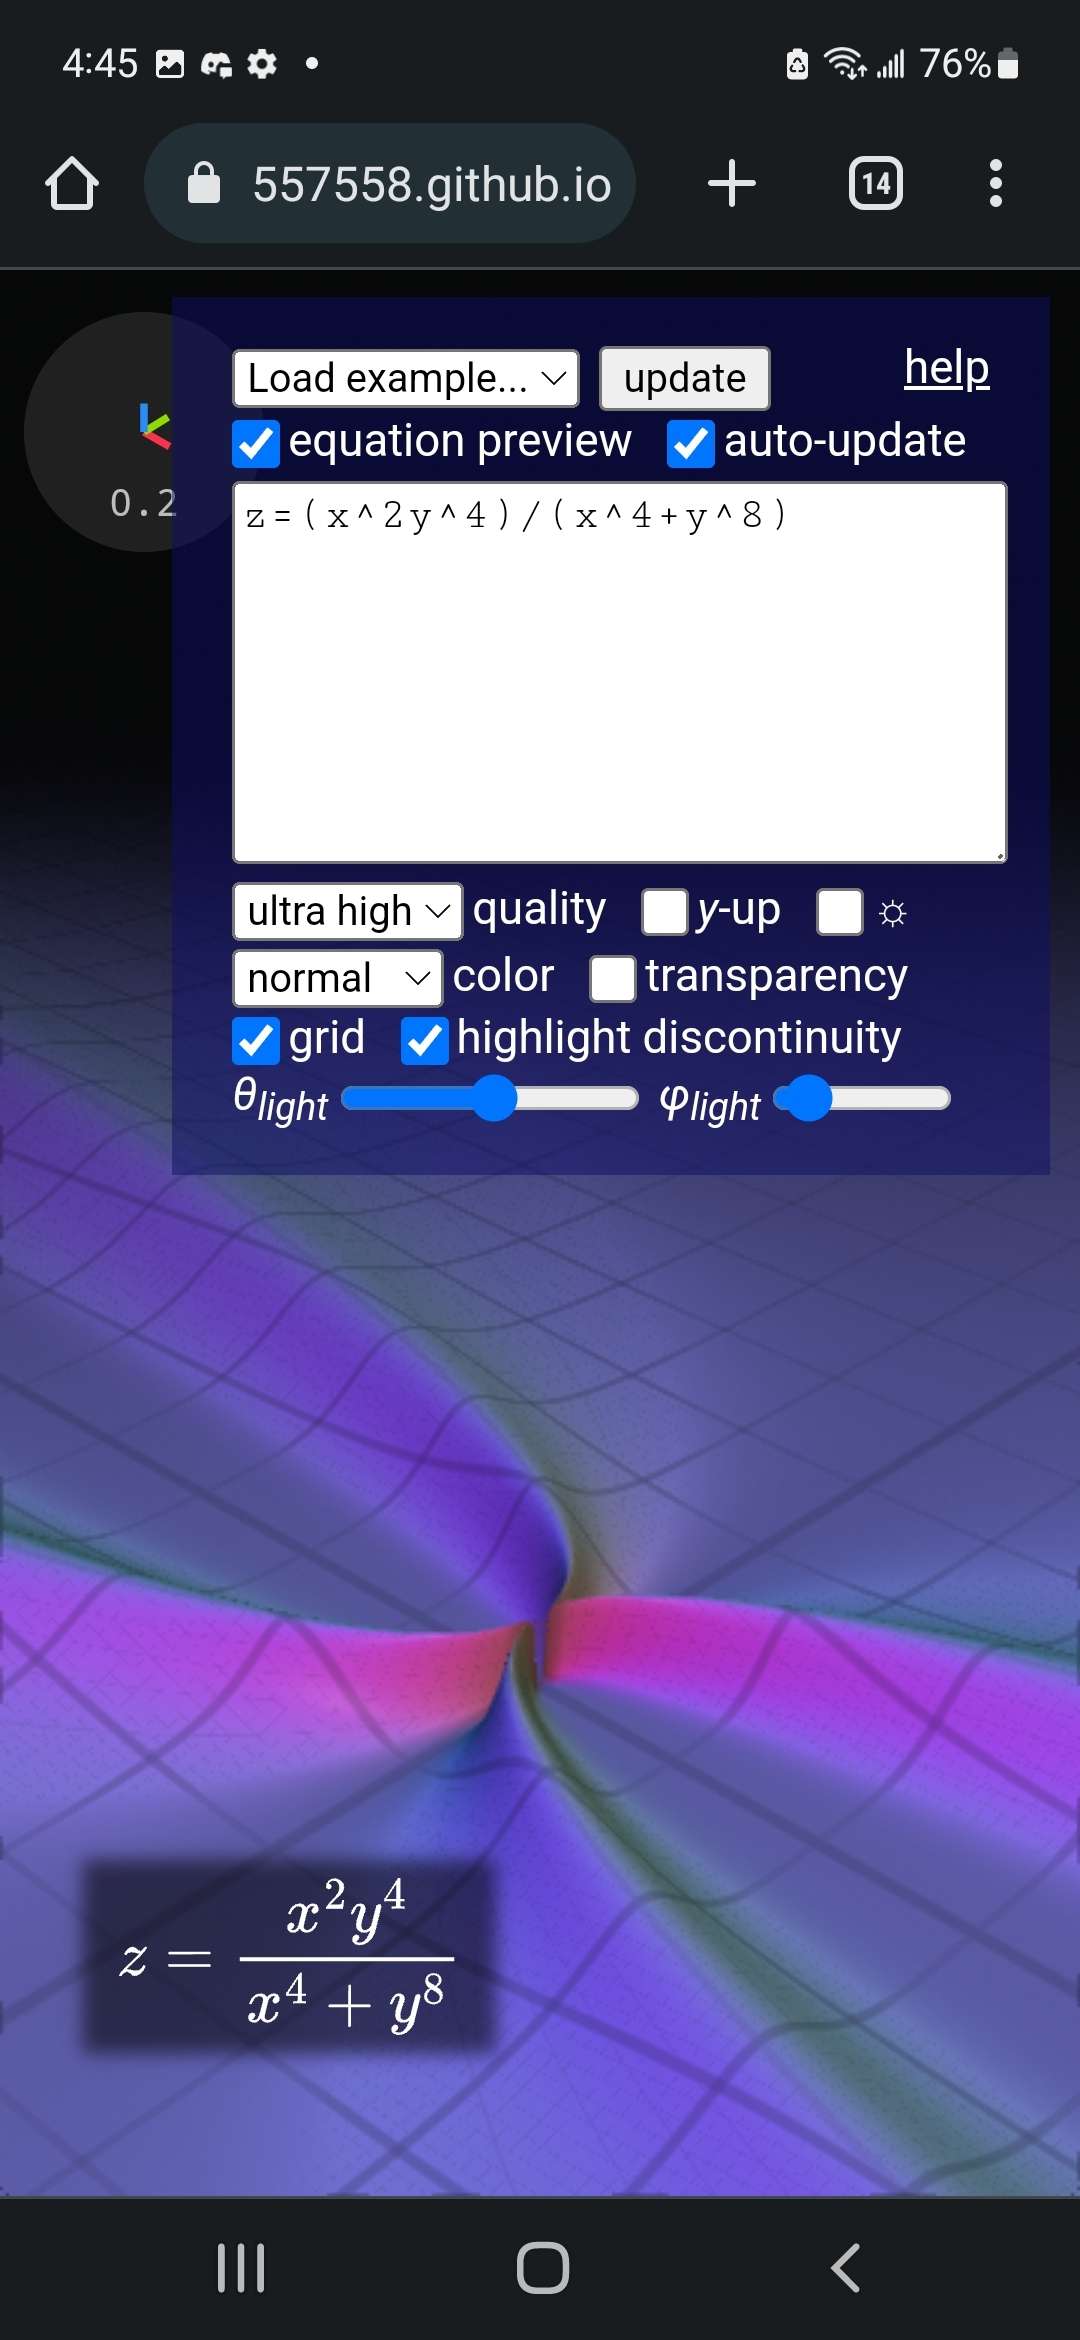 4:45 76%
557558.github.io 14
Load example... update help
equation preview auto-update
0.2
z=(x^2y^4)/(x^4+y^8)
ultra high quality y-up ☼
normal color transparency
grid highlight discontinuity
θlight φlight
z = x²y⁴ / x⁴ + y⁸